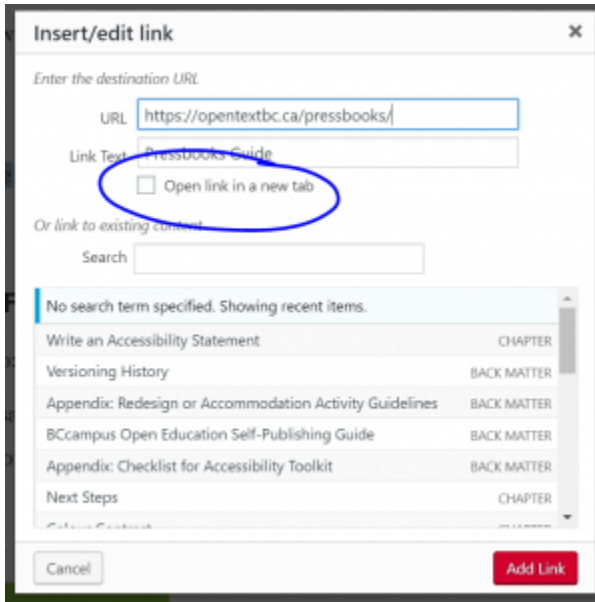 Insert/edit link ×
Enter the destination URL
URL https://opentextbc.ca/pressbooks/
Link Text Pressbooks Guide
Open link in a new tab
Or link to existing content
Search
No search term specified. Showing recent items.
Write an Accessibility Statement CHAPTER
Versioning History BACK MATTER
Appendix: Redesign or Accommodation Activity Guidelines BACK MATTER
BCcampus Open Education Self-Publishing Guide BACK MATTER
Appendix: Checklist for Accessibility Toolkit BACK MATTER
Next Steps CHAPTER
Colour Contrast CHAPTER
Cancel Add Link